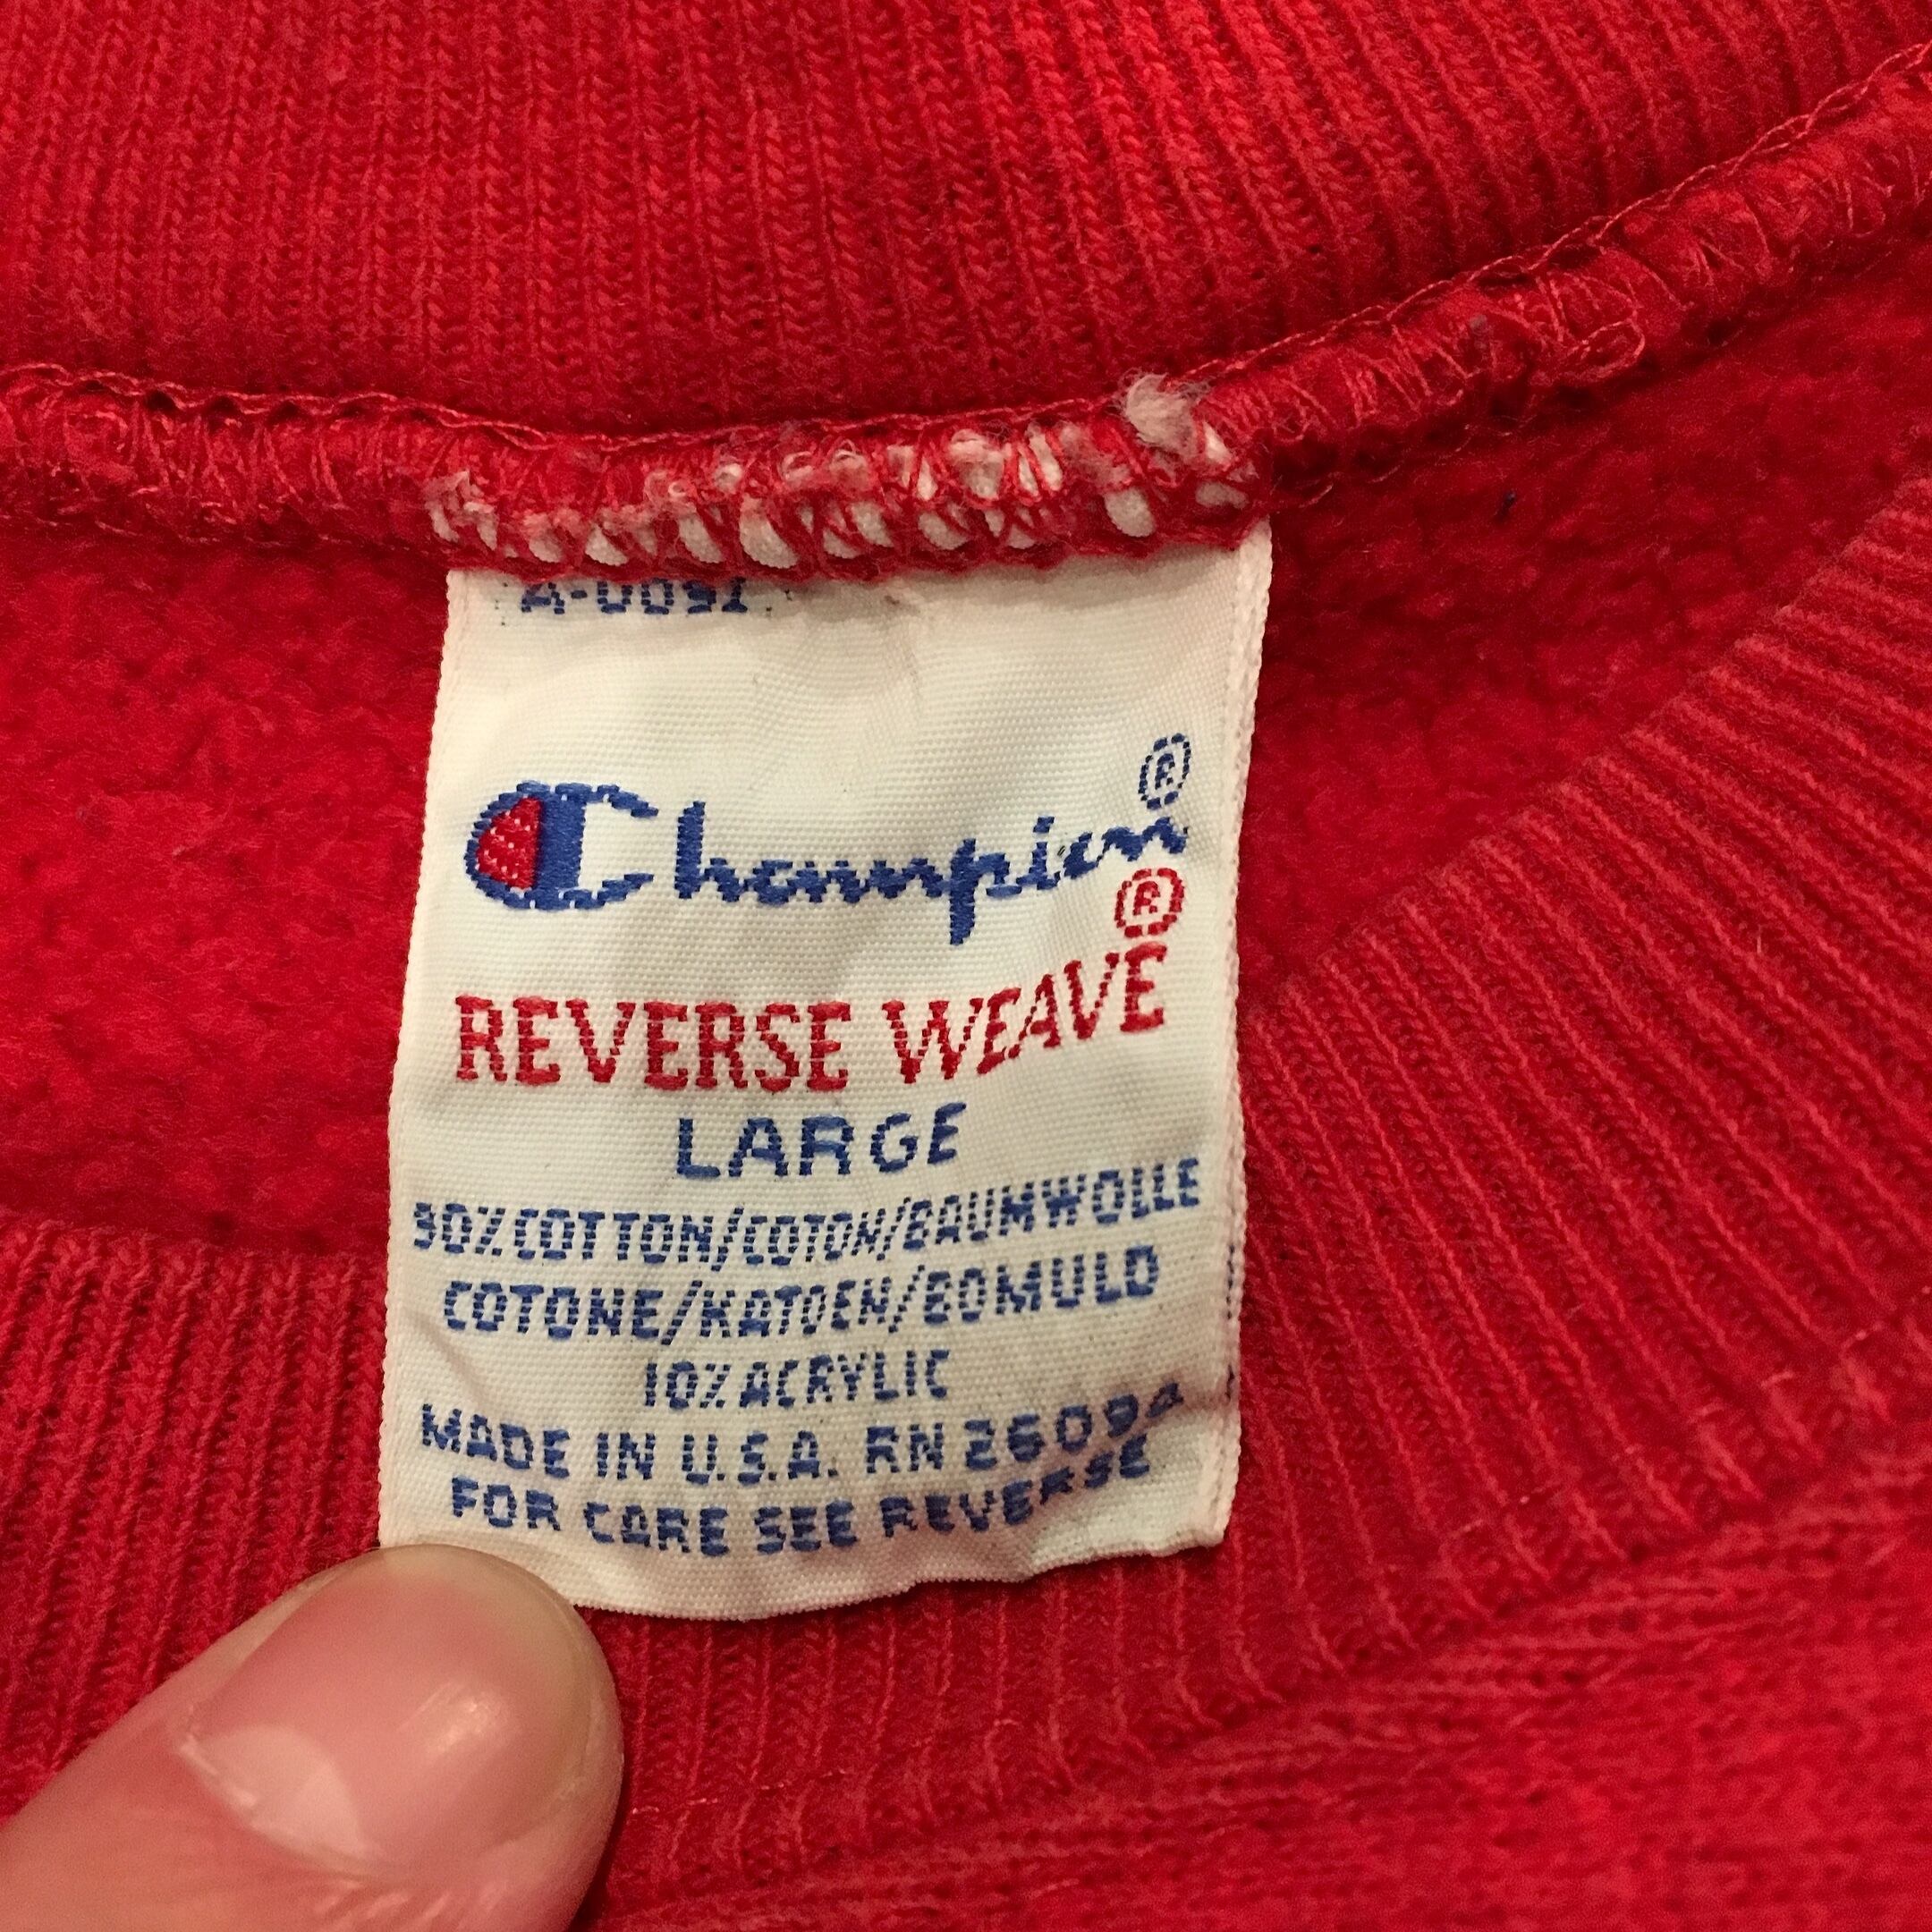 A-0091
Champion®
®
REVERSE WEAVE
LARGE
90% COTTON/COTON/BAUMWOLLE
COTONE/KATOEN/BOMULD
10% ACRYLIC
MADE IN U.S.A. RN 26094
FOR CARE SEE REVERSE